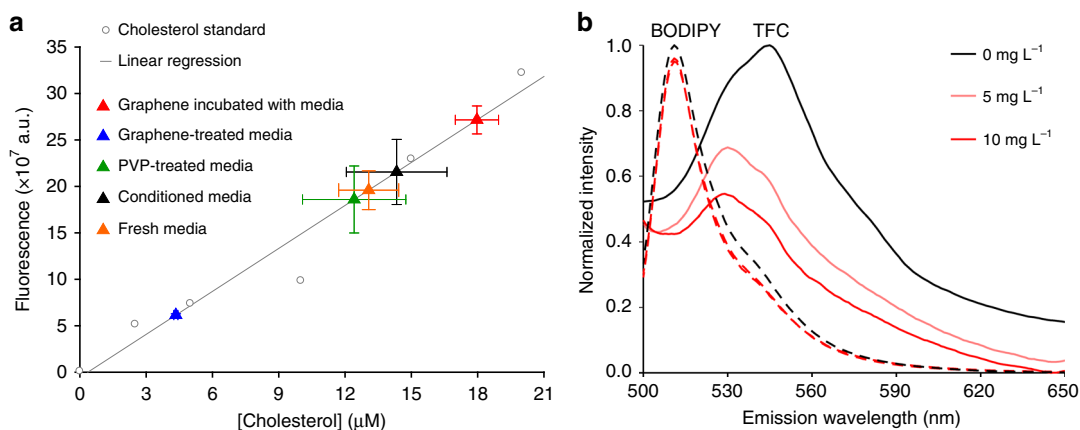 a
Cholesterol standard
Linear regression
Graphene incubated with media
Graphene-treated media
PVP-treated media
Conditioned media
Fresh media
Fluorescence (×10⁷ a.u.)
35
30
25
20
15
10
5
0
0 3 6 9 12 15 18 21
[Cholesterol] (μM)
b
BODIPY TFC
0 mg L⁻¹
5 mg L⁻¹
10 mg L⁻¹
Normalized intensity
1.0
0.8
0.6
0.4
0.2
0.0
500 530 560 590 620 650
Emission wavelength (nm)